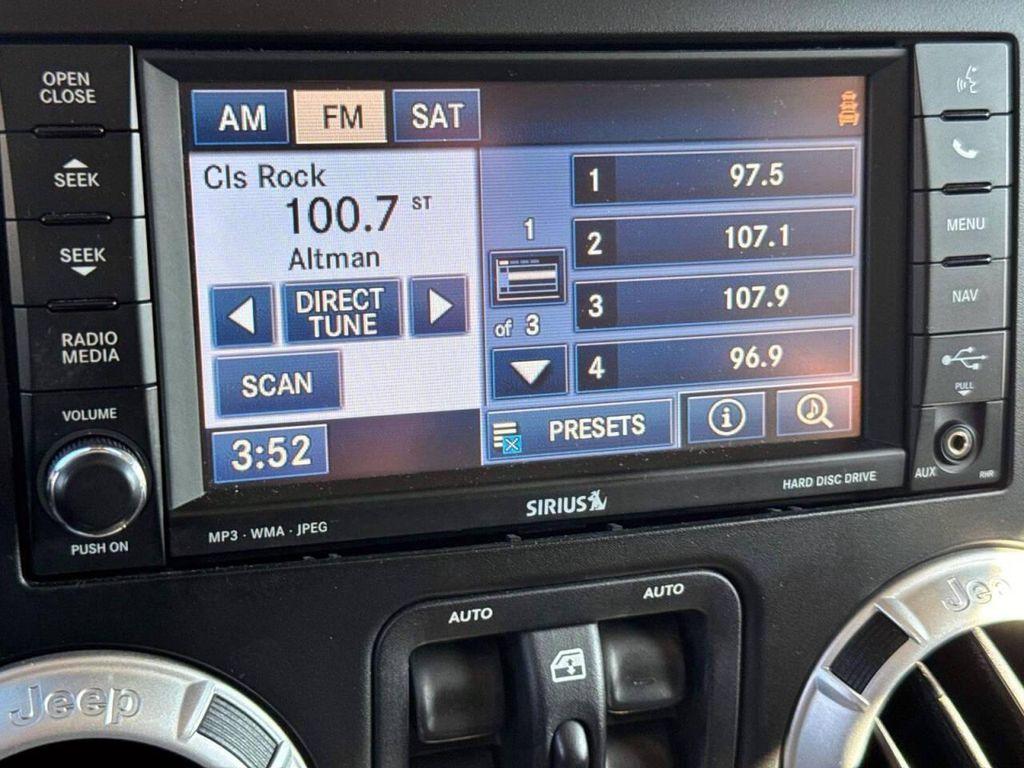 OPEN
CLOSE
SEEK
SEEK
RADIO
MEDIA
VOLUME
PUSH ON
AM
FM
SAT
Cls Rock
100.7 ST
Altman
DIRECT
TUNE
SCAN
3:52
1
of 3
1 97.5
2 107.1
3 107.9
4 96.9
PRESETS
MENU
NAV
PULL
AUX
RHR
MP3 · WMA · JPEG
SIRIUS
HARD DISC DRIVE
AUTO
AUTO
Jeep
Jeep